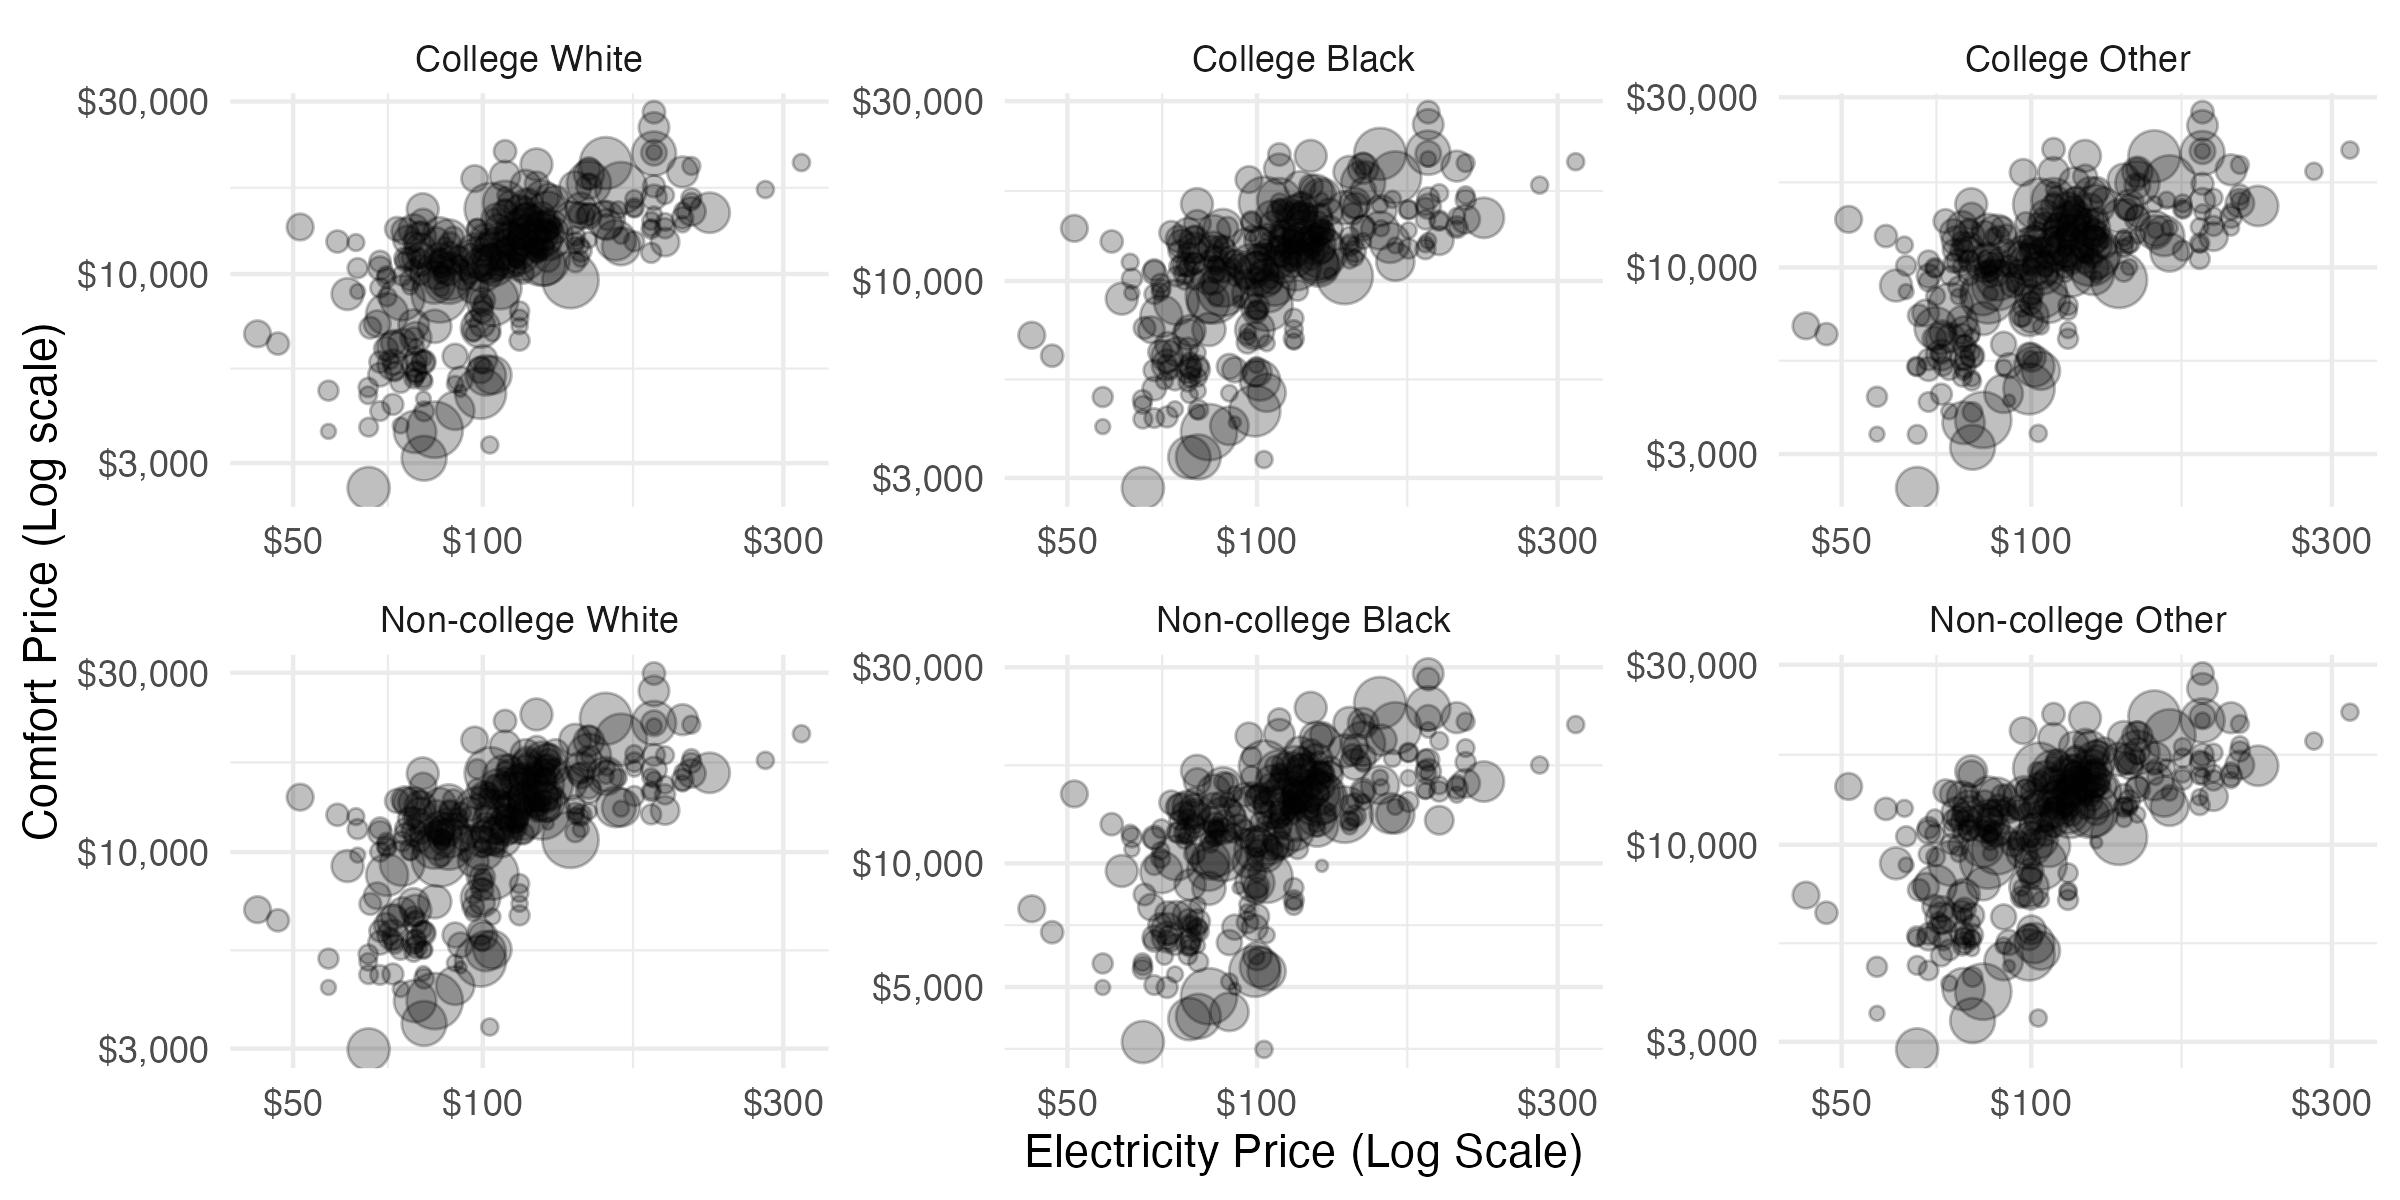 College White
College Black
College Other
$30,000
$10,000
$3,000
$30,000
$10,000
$3,000
$30,000
$10,000
$3,000
$50 $100 $300
$50 $100 $300
$50 $100 $300
Comfort Price (Log scale)
Non-college White
Non-college Black
Non-college Other
$30,000
$10,000
$3,000
$30,000
$10,000
$5,000
$30,000
$10,000
$3,000
$50 $100 $300
$50 $100 $300
$50 $100 $300
Electricity Price (Log Scale)